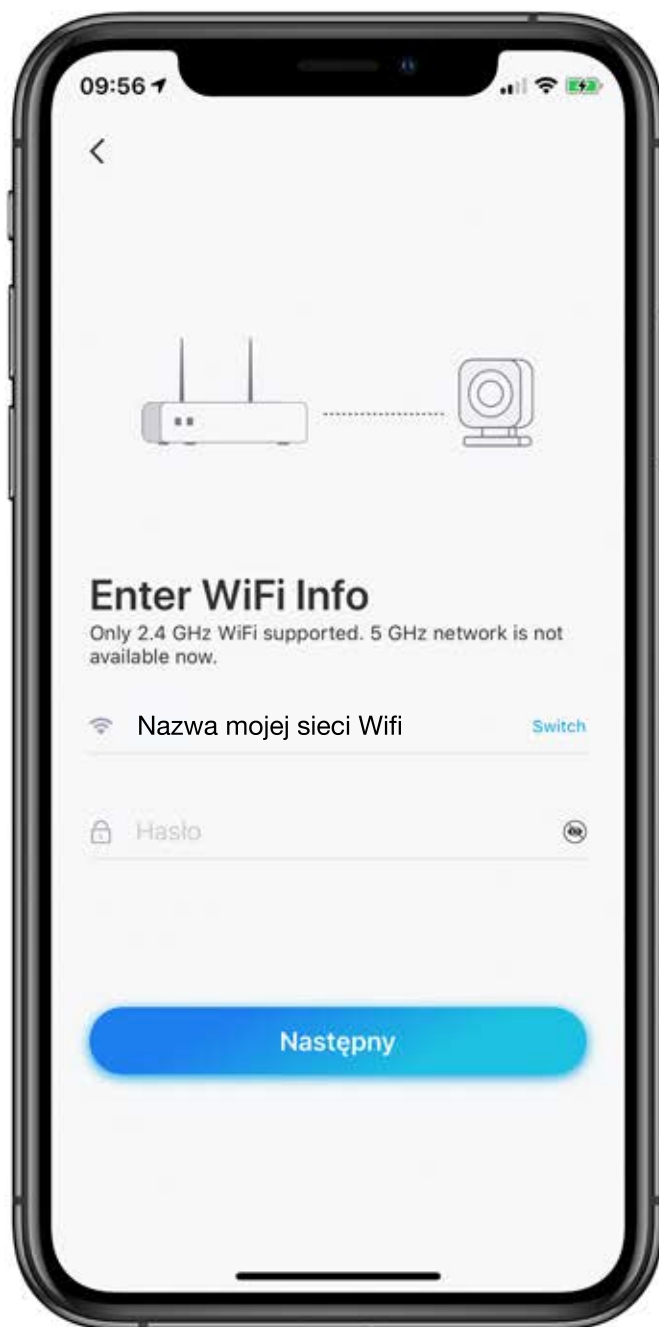 09:56
Enter WiFi Info
Only 2.4 GHz WiFi supported. 5 GHz network is not
available now.
Nazwa mojej sieci Wifi Switch
Hasło
Następny